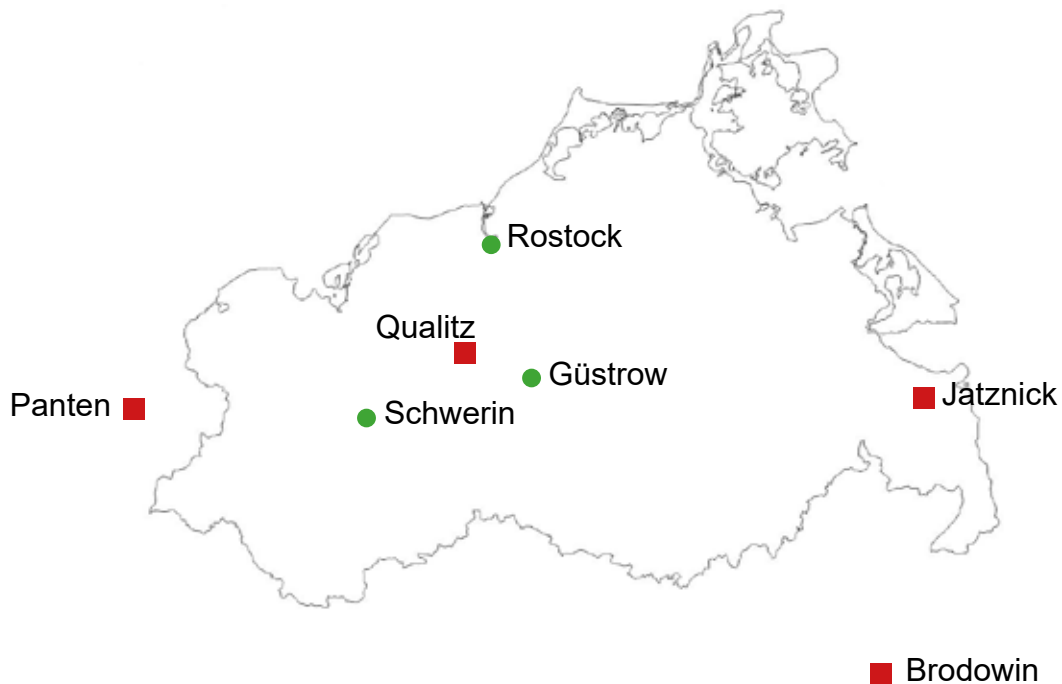 Rostock
Qualitz
Güstrow
Jatznick
Panten
Schwerin
Brodowin